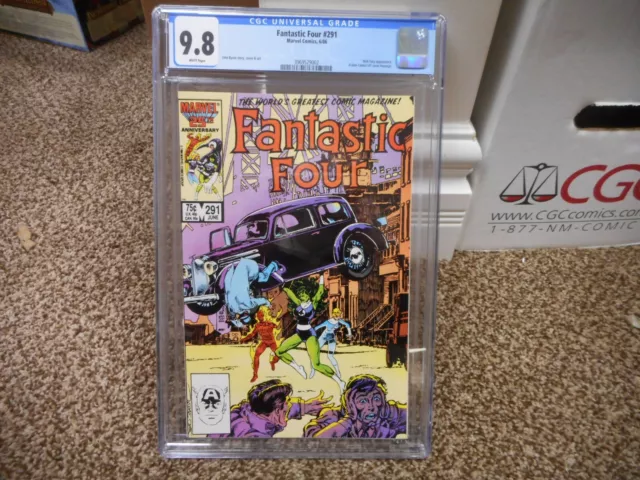 CGC UNIVERSAL GRADE
9.8
WHITE Pages
Fantastic Four #291
Marvel Comics, 6/86
THE WORLD'S GREATEST COMIC MAGAZINE!
MARVEL
25TH
ANNIVERSARY
Fantastic
Four
75¢
291
JUNE
CGC
www.CGCcomics.com
1-877-NM-COMIC